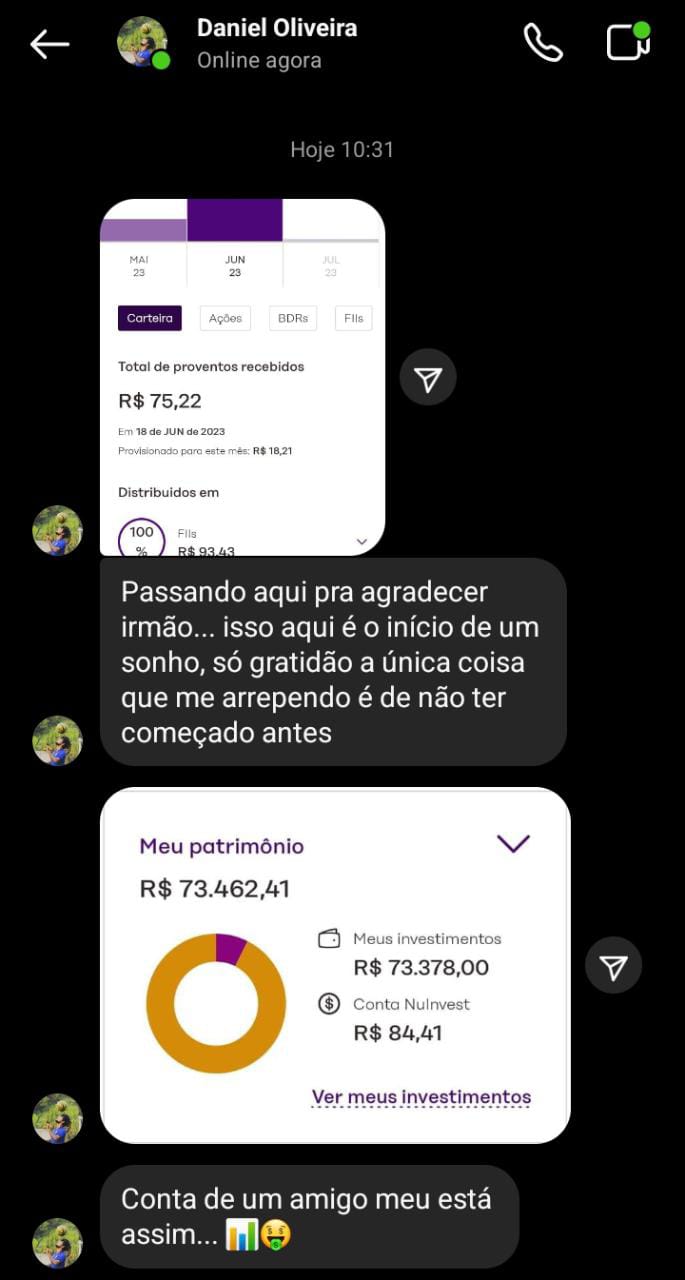 Daniel Oliveira
Online agora
Hoje 10:31
MAI
23
JUN
23
JUL
23
Carteira
Ações
BDRs
FIIs
Total de proventos recebidos
R$ 75,22
Em 18 de JUN de 2023
Provisionado para este mês: R$ 18,21
Distribuidos em
100
%
FIIs
R$ 93,43
Passando aqui pra agradecer
irmão... isso aqui é o início de um
sonho, só gratidão a única coisa
que me arrependo é de não ter
começado antes
Meu patrimônio
R$ 73.462,41
Meus investimentos
R$ 73.378,00
Conta NuInvest
R$ 84,41
Ver meus investimentos
Conta de um amigo meu está
assim... 📊🤑